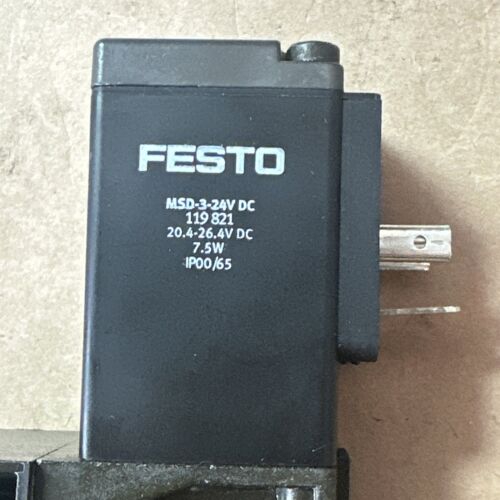 FESTO
MSD-3-24V DC
119 821
20.4-26.4V DC
7.5W
IP00/65